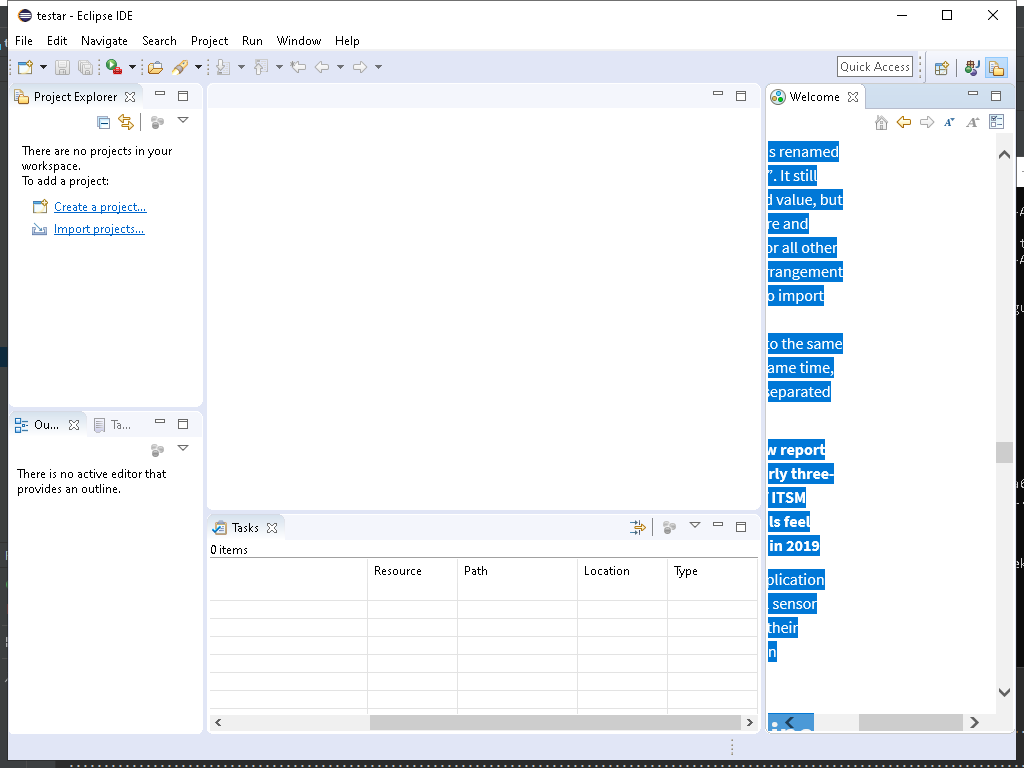 testar - Eclipse IDE
File Edit Navigate Search Project Run Window Help
Quick Access
Project Explorer
There are no projects in your
workspace.
To add a project:
Create a project...
Import projects...
Ou... Ta...
There is no active editor that
provides an outline.
Tasks
0 items
Resource Path Location Type
Welcome
s renamed
". It still
d value, but
re and
or all other
rrangement
o import
to the same
ame time,
separated
w report
rly three-
ITSM
ls feel
in 2019
plication
sensor
their
n